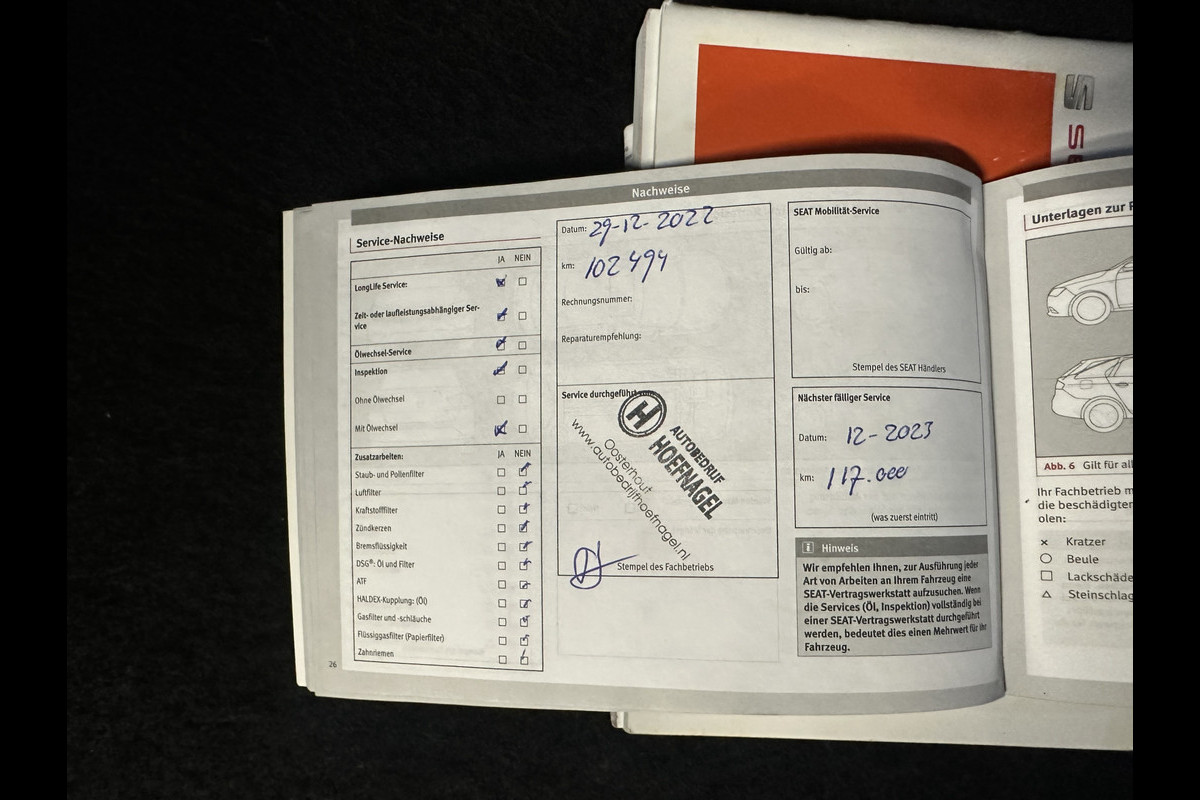 S
SE
Nachweise
Service-Nachweise
JA NEIN
LongLife Service:
Zeit- oder laufleistungsabhängiger Ser-
vice
Ölwechsel-Service
Inspektion
Ohne Ölwechsel
Mit Ölwechsel
Zusatzarbeiten: JA NEIN
Staub- und Pollenfilter
Luftfilter
Kraftstofffilter
Zündkerzen
Bremsflüssigkeit
DSG®: Öl und Filter
ATF
HALDEX-Kupplung: (Öl)
Gasfilter und -schläuche
Flüssiggasfilter (Papierfilter)
Zahnriemen
26
Datum: 29-12-2022
km: 102494
Rechnungsnummer:
Reparaturempfehlung:
Service durchgeführt
H
AUTOBEDRIJF
HOEFNAGEL
Oosterhout
www.autobedrijfhoefnagel.nl
Stempel des Fachbetriebs
SEAT Mobilität-Service
Gültig ab:
bis:
Stempel des SEAT Händlers
Nächster fälliger Service
Datum: 12-2023
km: 117.000
(was zuerst eintritt)
i Hinweis
Wir empfehlen Ihnen, zur Ausführung jeder
Art von Arbeiten an Ihrem Fahrzeug eine
SEAT-Vertragswerkstatt aufzusuchen. Wenn
die Services (Öl, Inspektion) vollständig bei
einer SEAT-Vertragswerkstatt durchgeführt
werden, bedeutet dies einen Mehrwert für Ihr
Fahrzeug.
Unterlagen zur
Abb. 6 Gilt für
Ihr Fachbetrieb
die beschädigten
olen:
× Kratzer
○ Beule
□ Lackschäde
△ Steinschlag